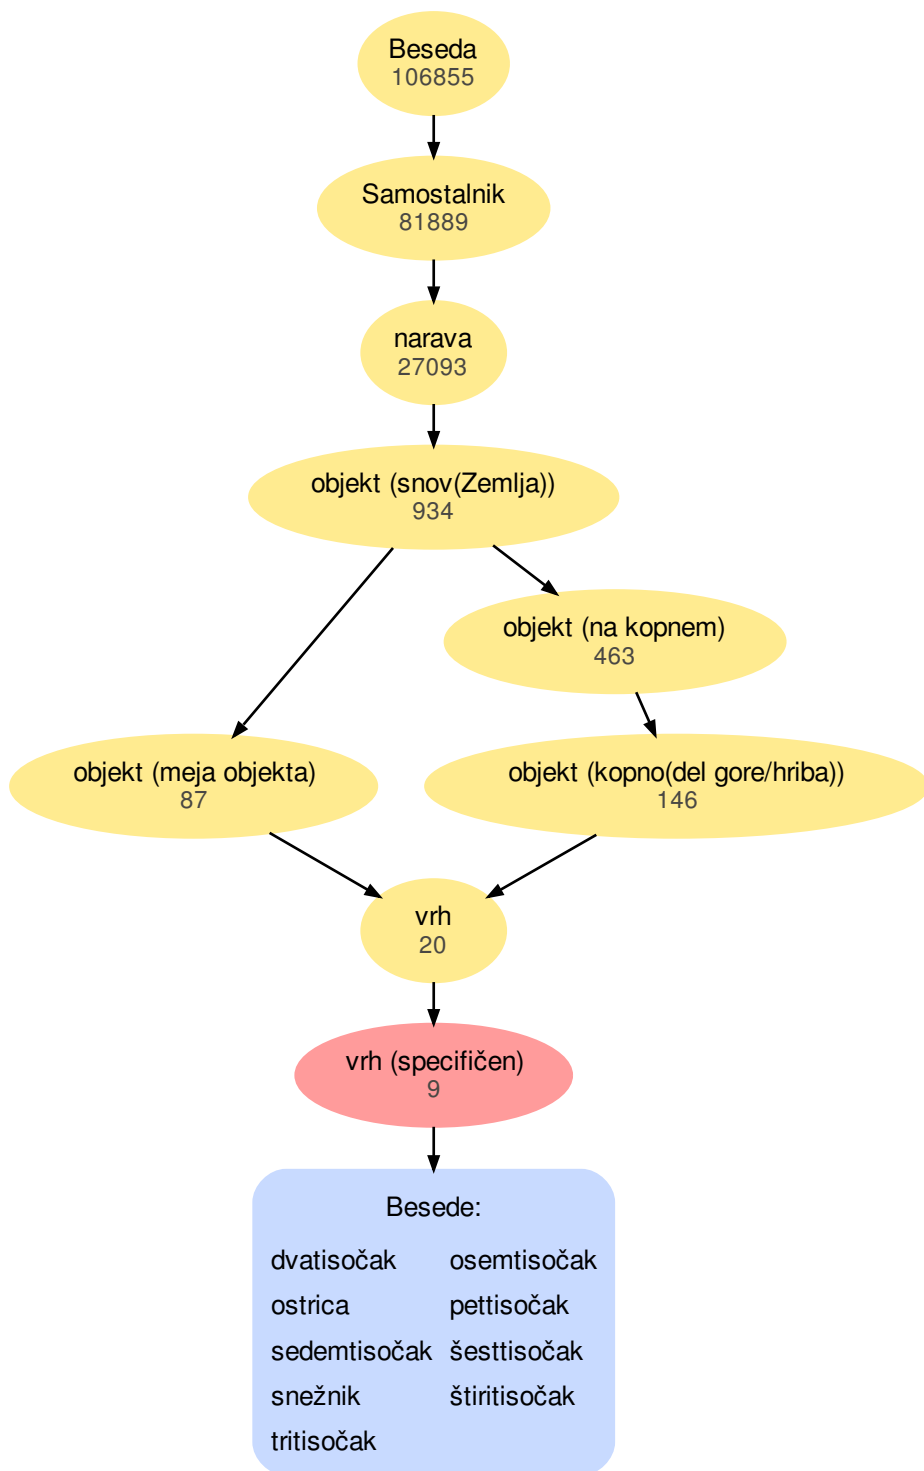 Beseda
106855
Samostalnik
81889
narava
27093
objekt (snov(Zemlja))
934
objekt (na kopnem)
463
objekt (meja objekta)
87
objekt (kopno(del gore/hriba))
146
vrh
20
vrh (specifičen)
9
Besede:
dvatisočak osemtisočak
ostrica pettisočak
sedemtisočak šesttisočak
snežnik štiritisočak
tritisočak